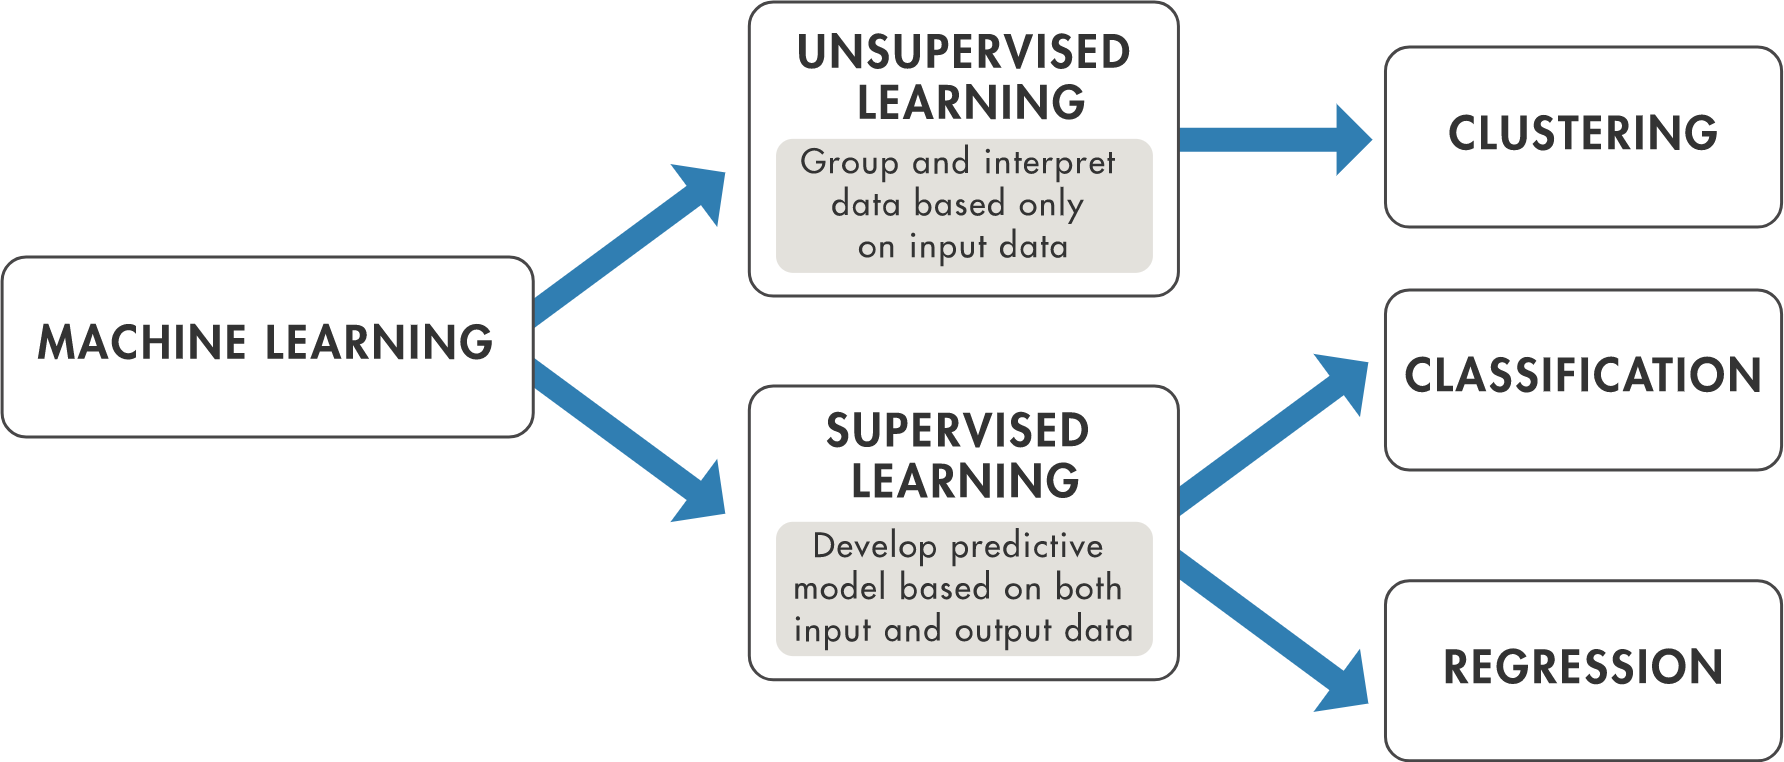 UNSUPERVISED
LEARNING
Group and interpret
data based only
on input data
CLUSTERING
MACHINE LEARNING
SUPERVISED
LEARNING
Develop predictive
model based on both
input and output data
CLASSIFICATION
REGRESSION